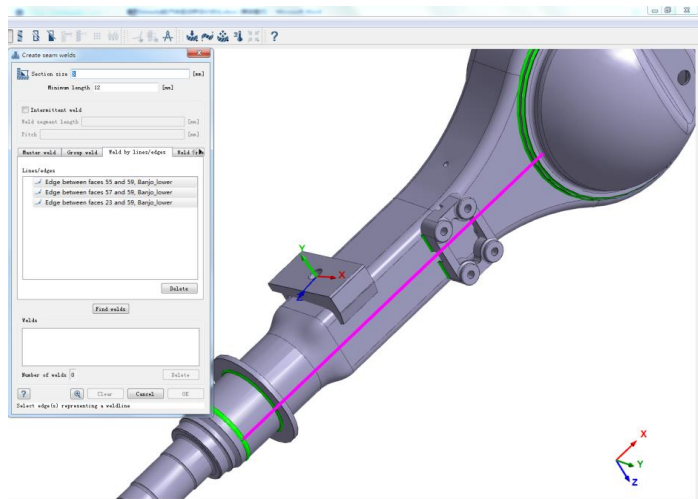 Create seam welds
Section size [mm]
Minimum length 12 [mm]
Intermittent weld
Weld segment length [mm]
Pitch [mm]
Master weld Group weld Weld by lines/edges Weld
Lines/edges
Edge between faces 55 and 59, Banjo_lower
Edge between faces 57 and 59, Banjo_lower
Edge between faces 23 and 59, Banjo_lower
Delete
Find welds
Welds
Number of welds 0 Delete
? Clear Cancel OK
Select edge(s) representing a weldline
Y
X
Z
X
Y
Z